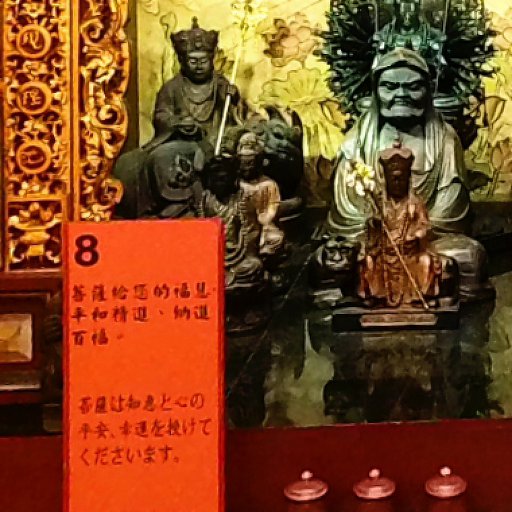 8
菩薩給您的福慧
平和精進、納進
百福。
菩薩は知恵と心の
平安、幸運を授けて
くださいます。